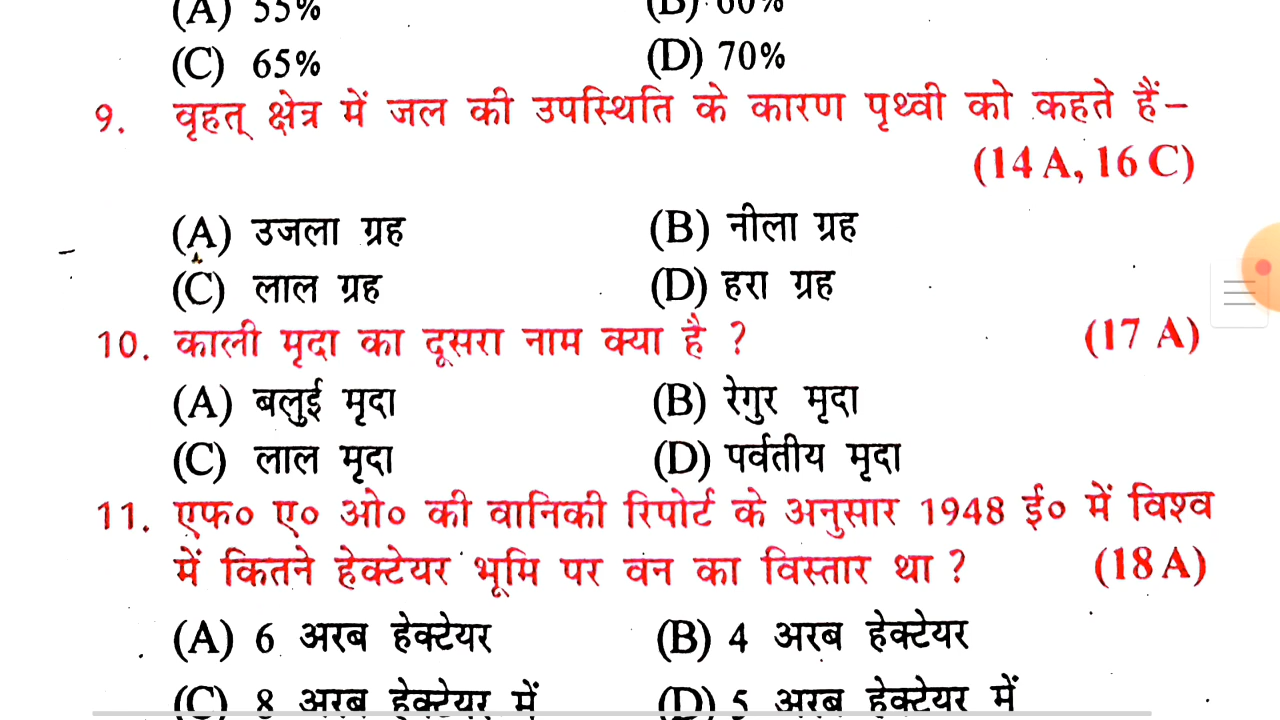 (A) 55% (B) 60%
(C) 65% (D) 70%
9. वृहत् क्षेत्र में जल की उपस्थिति के कारण पृथ्वी को कहते हैं–
(14 A, 16 C)
(A) उजला ग्रह (B) नीला ग्रह
(C) लाल ग्रह (D) हरा ग्रह
10. काली मृदा का दूसरा नाम क्या है ? (17 A)
(A) बलुई मृदा (B) रेगुर मृदा
(C) लाल मृदा (D) पर्वतीय मृदा
11. एफ० ए० ओ० की वानिकी रिपोर्ट के अनुसार 1948 ई० में विश्व
में कितने हेक्टेयर भूमि पर वन का विस्तार था ? (18 A)
(A) 6 अरब हेक्टेयर (B) 4 अरब हेक्टेयर
(C) 8 अरब हेक्टेयर में (D) 5 अरब हेक्टेयर में